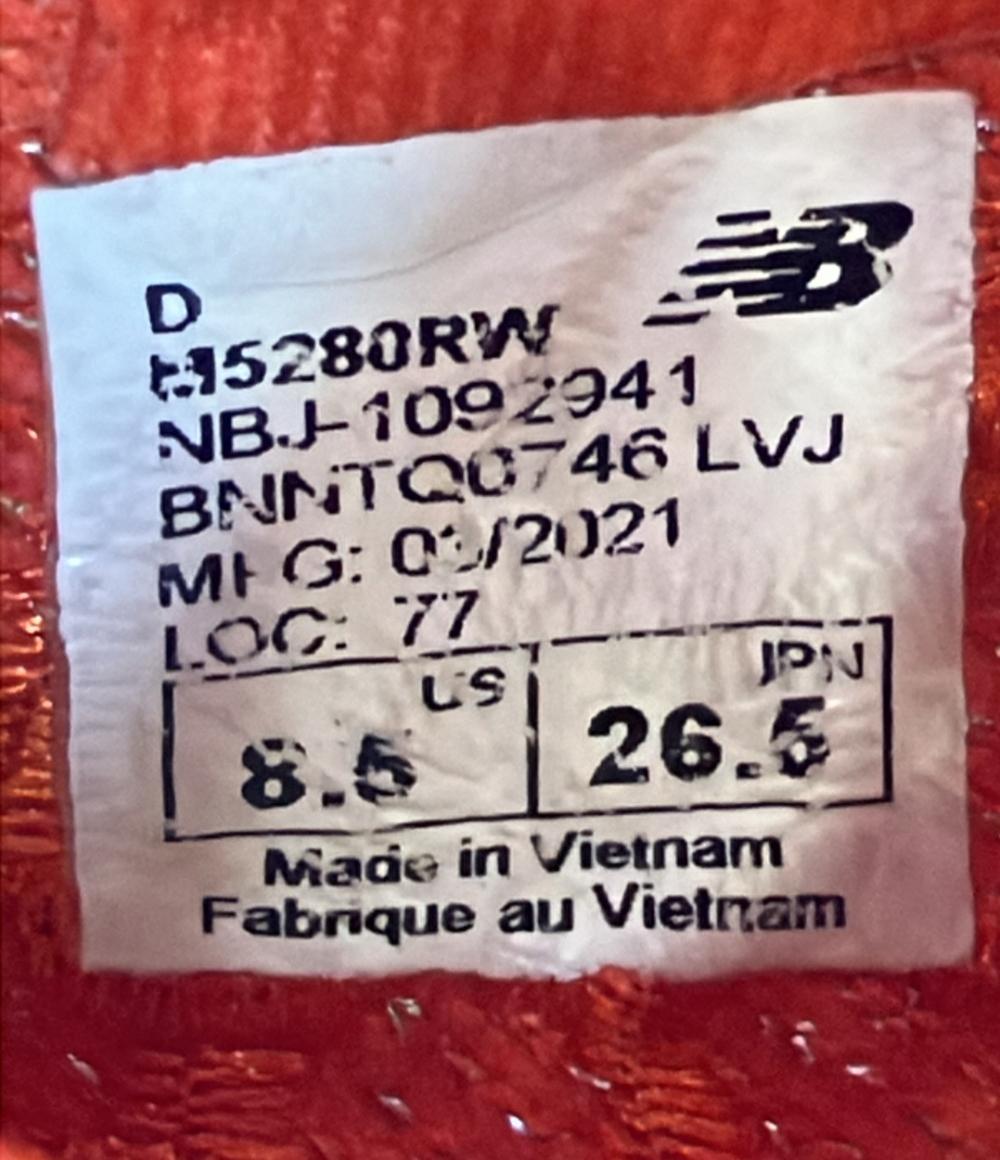 NB
D
M5280RW
NBJ-1092941
BNNTQ0746 LVJ
LOC: 77
US JPN
8.5 26.5
Made in Vietnam
Fabrique au Vietnam